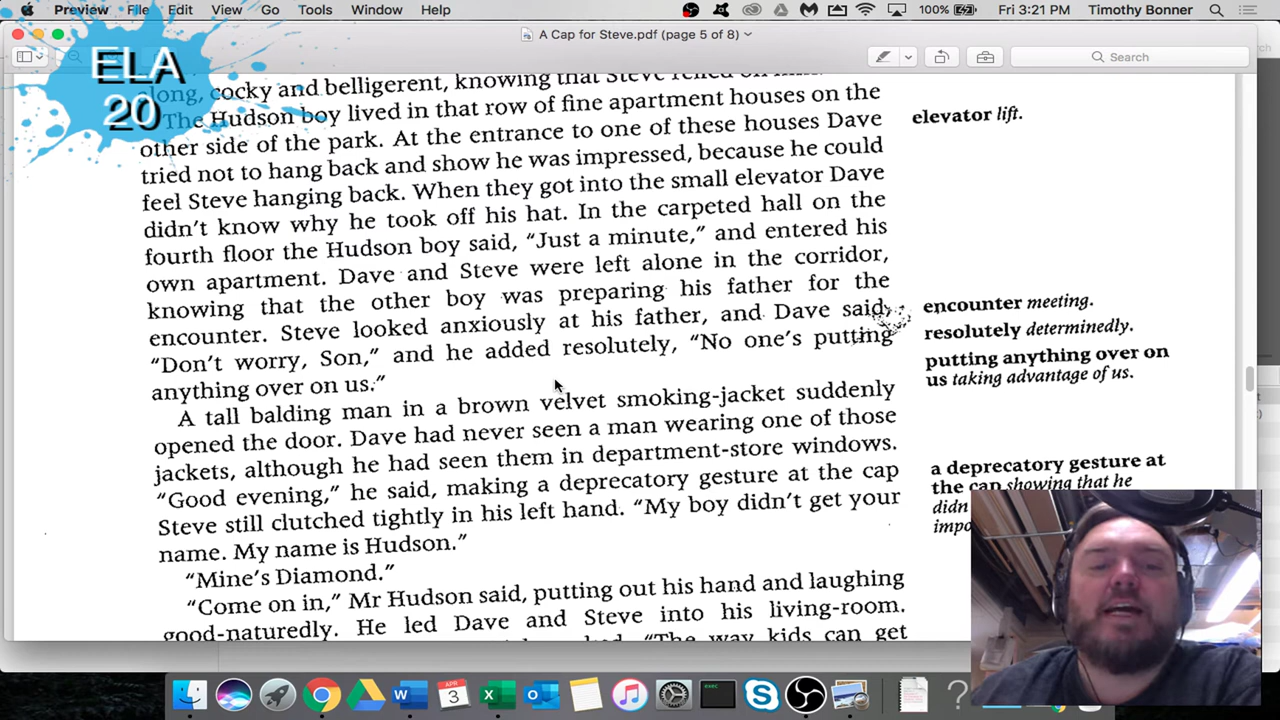 Preview File Edit View Go Tools Window Help 100% Fri 3:21 PM Timothy Bonner
A Cap for Steve.pdf (page 5 of 8)
Search
ELA
20
along, cocky and belligerent, knowing that Steve relied on him.
The Hudson boy lived in that row of fine apartment houses on the
other side of the park. At the entrance to one of these houses Dave
tried not to hang back and show he was impressed, because he could
feel Steve hanging back. When they got into the small elevator Dave
didn't know why he took off his hat. In the carpeted hall on the
fourth floor the Hudson boy said, “Just a minute,” and entered his
own apartment. Dave and Steve were left alone in the corridor,
knowing that the other boy was preparing his father for the
encounter. Steve looked anxiously at his father, and Dave said,
“Don't worry, Son,” and he added resolutely, “No one's putting
anything over on us.”
A tall balding man in a brown velvet smoking-jacket suddenly
opened the door. Dave had never seen a man wearing one of those
jackets, although he had seen them in department-store windows.
“Good evening,” he said, making a deprecatory gesture at the cap
Steve still clutched tightly in his left hand. “My boy didn't get your
name. My name is Hudson.”
“Mine's Diamond.”
“Come on in,” Mr Hudson said, putting out his hand and laughing
good-naturedly. He led Dave and Steve into his living-room.
“The way kids can get
elevator lift.
encounter meeting.
resolutely determinedly.
putting anything over on
us taking advantage of us.
a deprecatory gesture at
the cap showing that he
didn
impo
APR
3